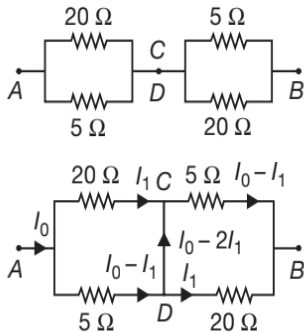 20 Ω 5 Ω
C
A D B
5 Ω 20 Ω
20 Ω I₁ C 5 Ω I₀ – I₁
I₀
A I₀ – 2I₁ B
I₀ – I₁ I₁
5 Ω D 20 Ω